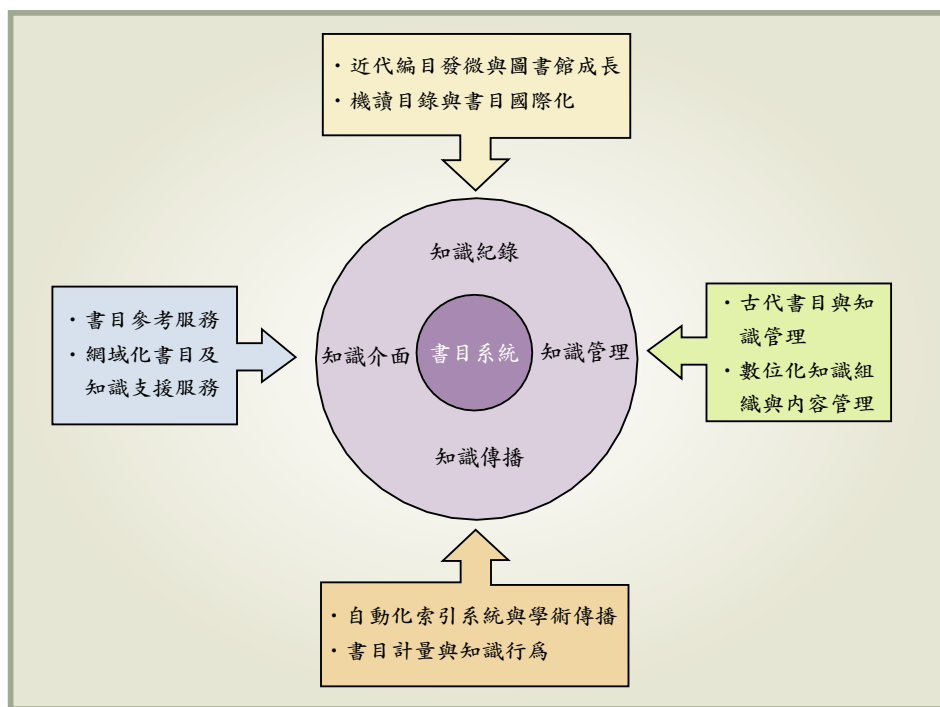 ・近代編目發微與圖書館成長
・機讀目錄與書目國際化
知識紀錄
・書目參考服務
・網域化書目及
知識支援服務
知識介面
書目系統
知識管理
・古代書目與知
識管理
・數位化知識組
織與內容管理
知識傳播
・自動化索引系統與學術傳播
・書目計量與知識行為